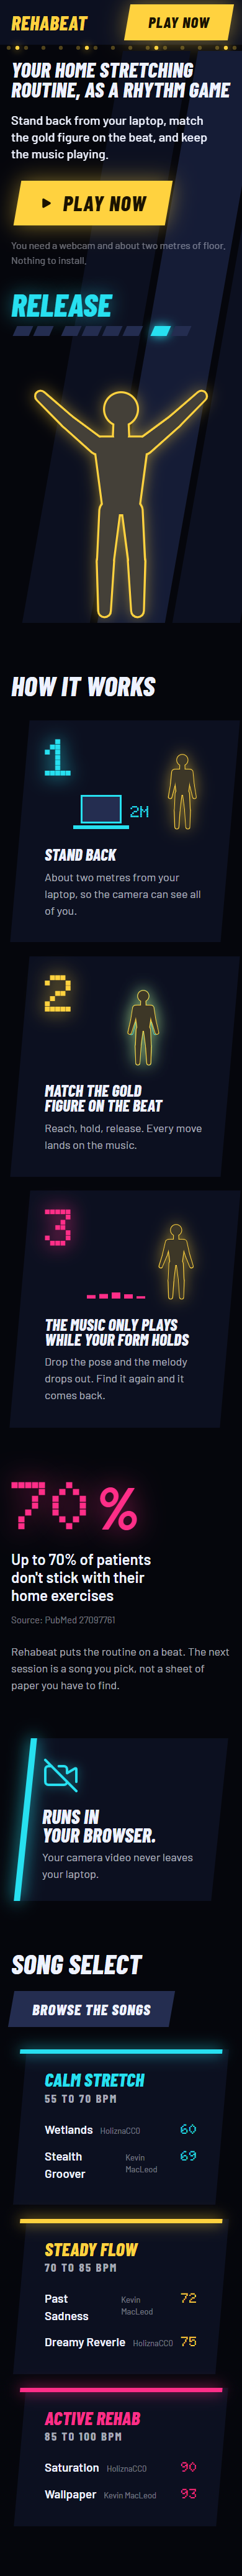 REHABEAT
PLAY NOW
YOUR HOME STRETCHING
ROUTINE, AS A RHYTHM GAME
Stand back from your laptop, match
the gold figure on the beat, and keep
the music playing.
PLAY NOW
You need a webcam and about two metres of floor.
Nothing to install.
RELEASE
HOW IT WORKS
1
2M
STAND BACK
About two metres from your
laptop, so the camera can see all
of you.
2
MATCH THE GOLD
FIGURE ON THE BEAT
Reach, hold, release. Every move
lands on the music.
3
THE MUSIC ONLY PLAYS
WHILE YOUR FORM HOLDS
Drop the pose and the melody
drops out. Find it again and it
comes back.
70%
Up to 70% of patients
don't stick with their
home exercises
Source: PubMed 27097761
Rehabeat puts the routine on a beat. The next
session is a song you pick, not a sheet of
paper you have to find.
RUNS IN
YOUR BROWSER.
Your camera video never leaves
your laptop.
SONG SELECT
BROWSE THE SONGS
CALM STRETCH
55 TO 70 BPM
Wetlands HoliznaCC0 60
Stealth Groover Kevin MacLeod 69
STEADY FLOW
70 TO 85 BPM
Past Sadness Kevin MacLeod 72
Dreamy Reverie HoliznaCC0 75
ACTIVE REHAB
85 TO 100 BPM
Saturation HoliznaCC0 90
Wallpaper Kevin MacLeod 93